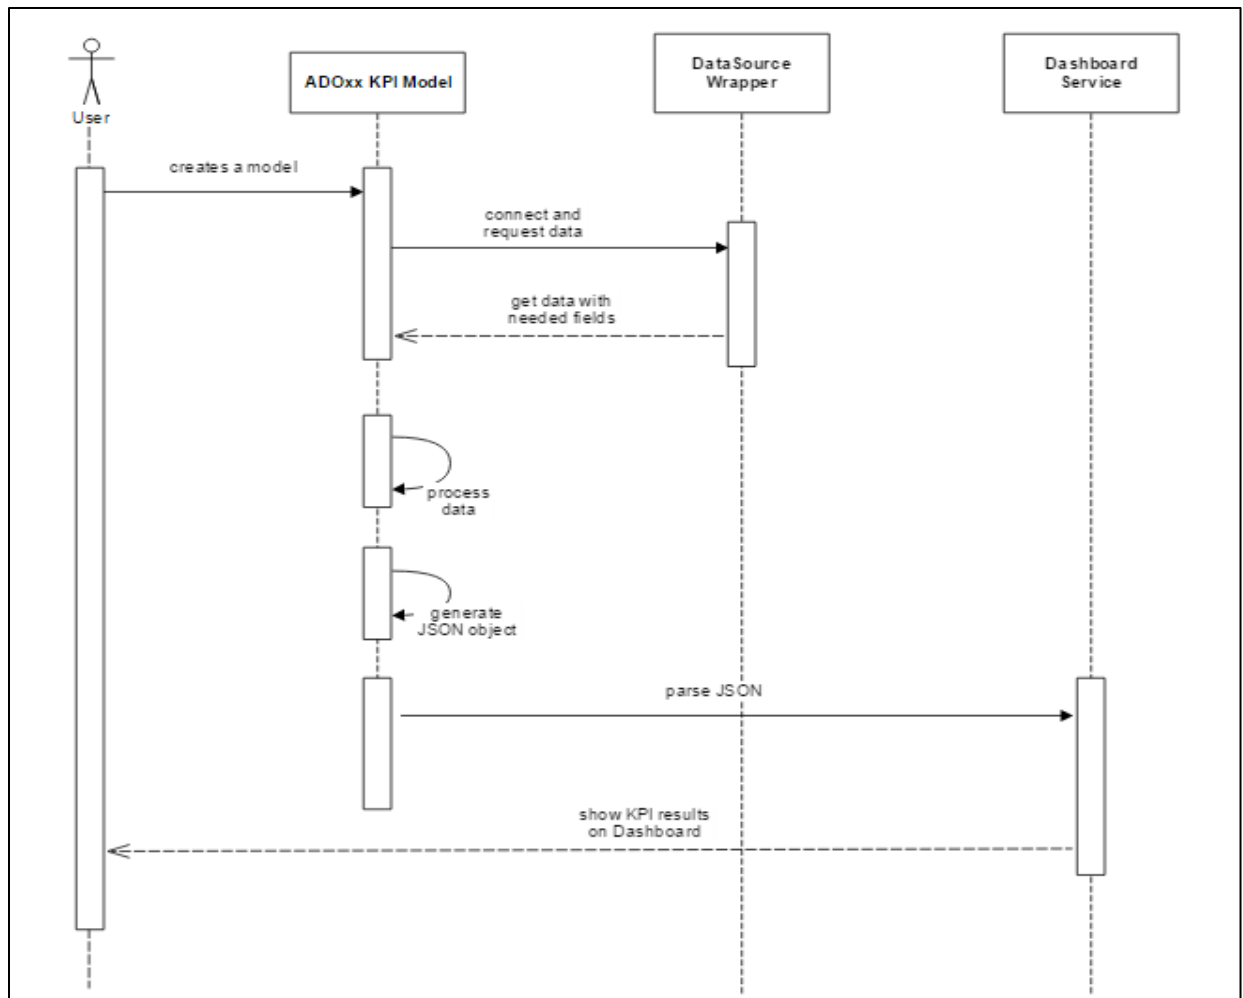 User
ADOxx KPI Model
DataSource
Wrapper
Dashboard
Service
creates a model
connect and
request data
get data with
needed fields
process
data
generate
JSON object
parse JSON
show KPI results
on Dashboard